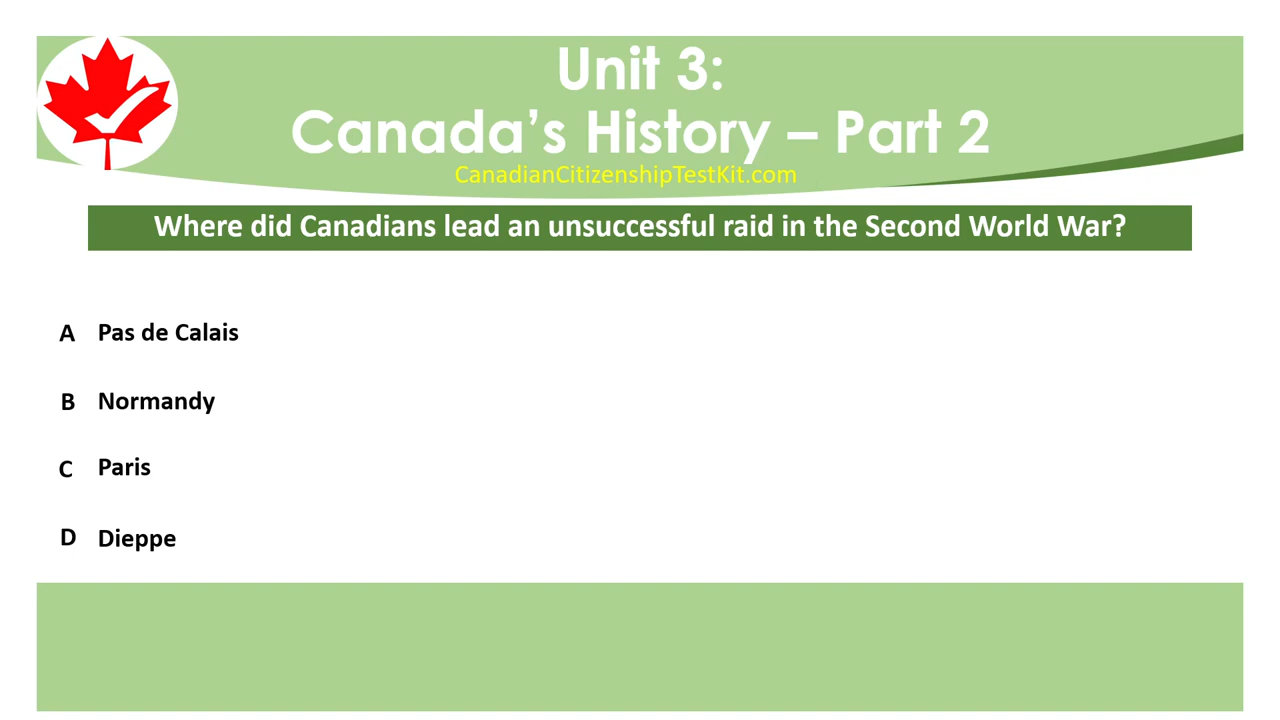 Unit 3:
Canada’s History – Part 2
CanadianCitizenshipTestKit.com
Where did Canadians lead an unsuccessful raid in the Second World War?
A Pas de Calais
B Normandy
C Paris
D Dieppe